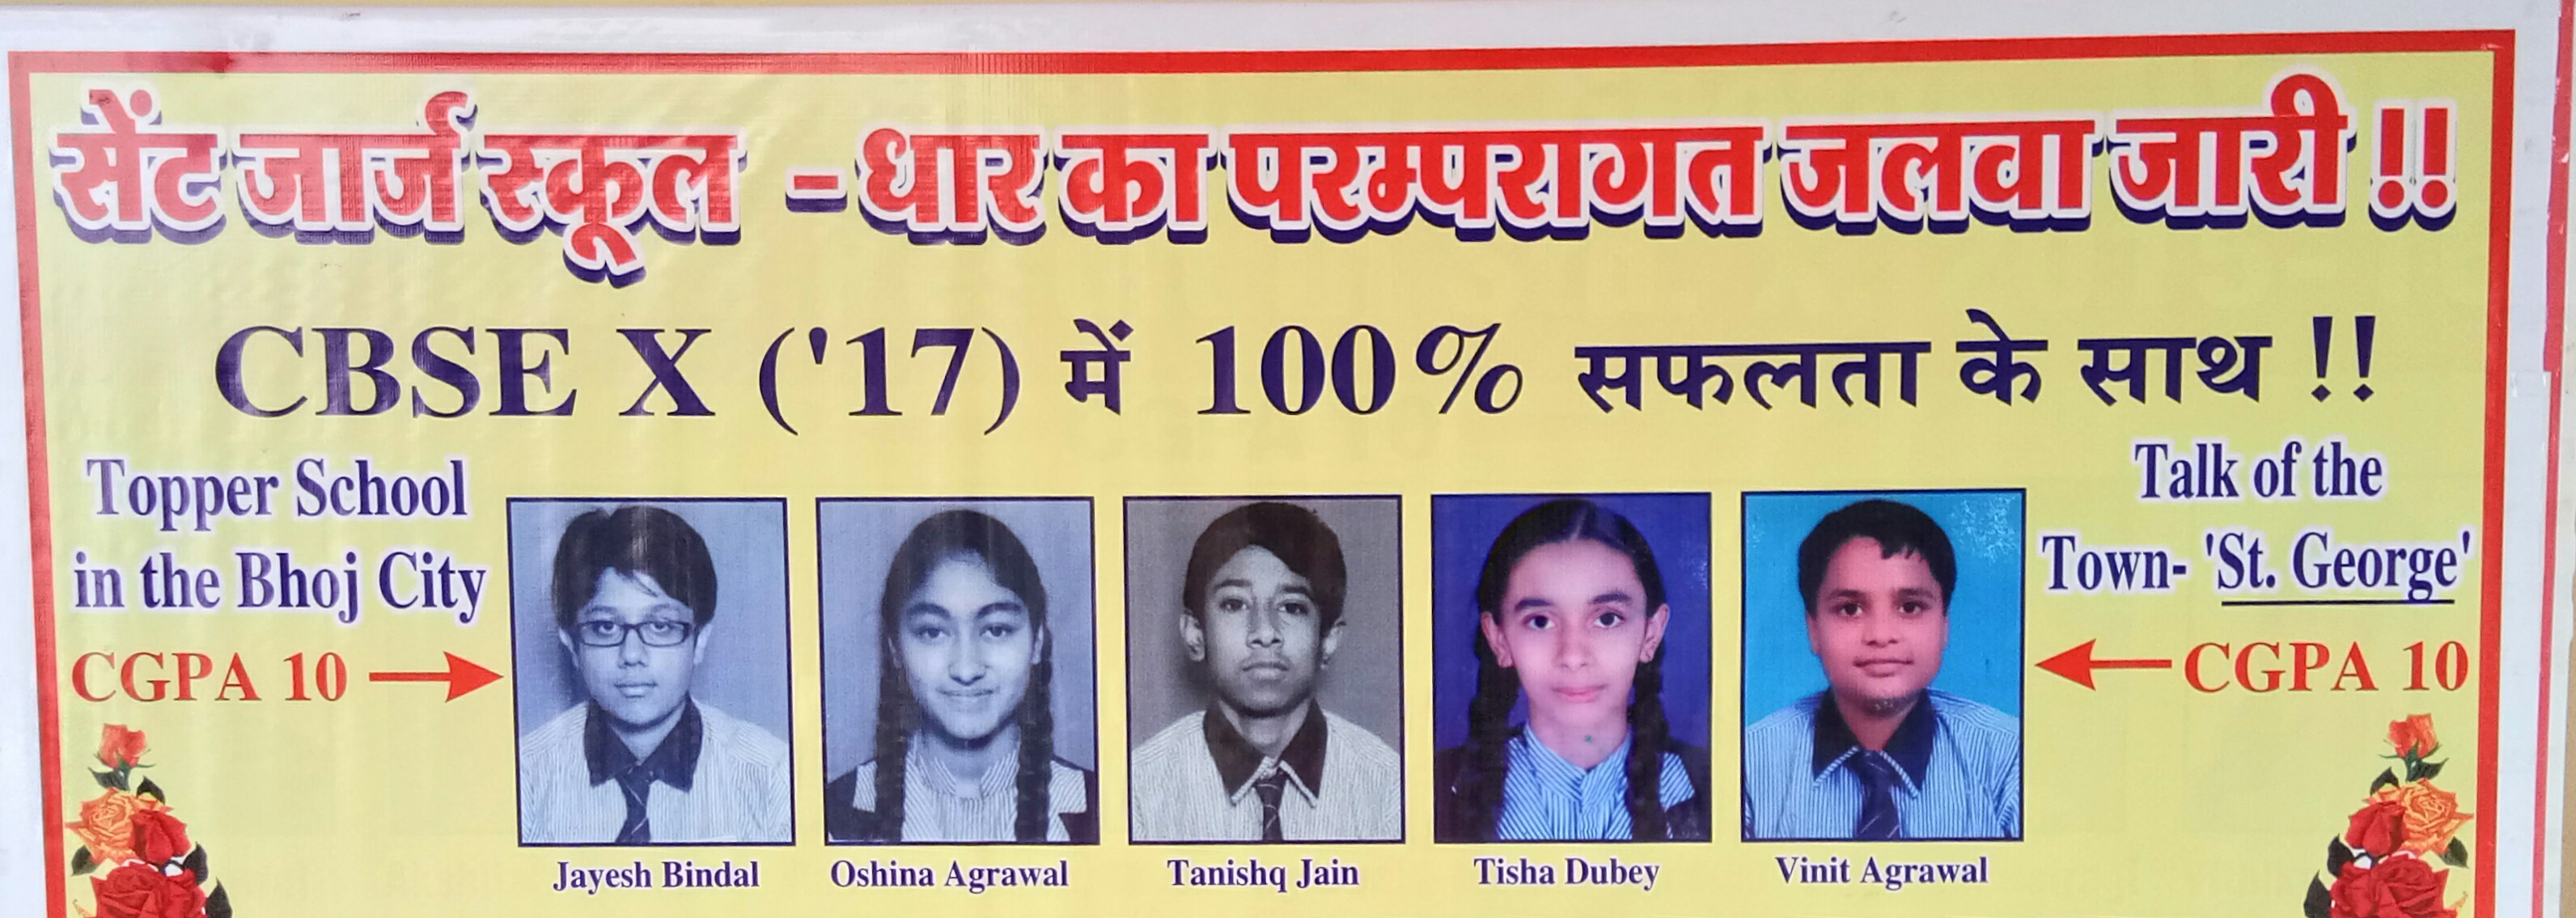 सेंट जार्ज स्कूल - धार का परम्परागत जलवा जारी !!
CBSE X ('17) में 100% सफलता के साथ !!
Topper School
in the Bhoj City
CGPA 10
Talk of the
Town- 'St. George'
CGPA 10
Jayesh Bindal
Oshina Agrawal
Tanishq Jain
Tisha Dubey
Vinit Agrawal